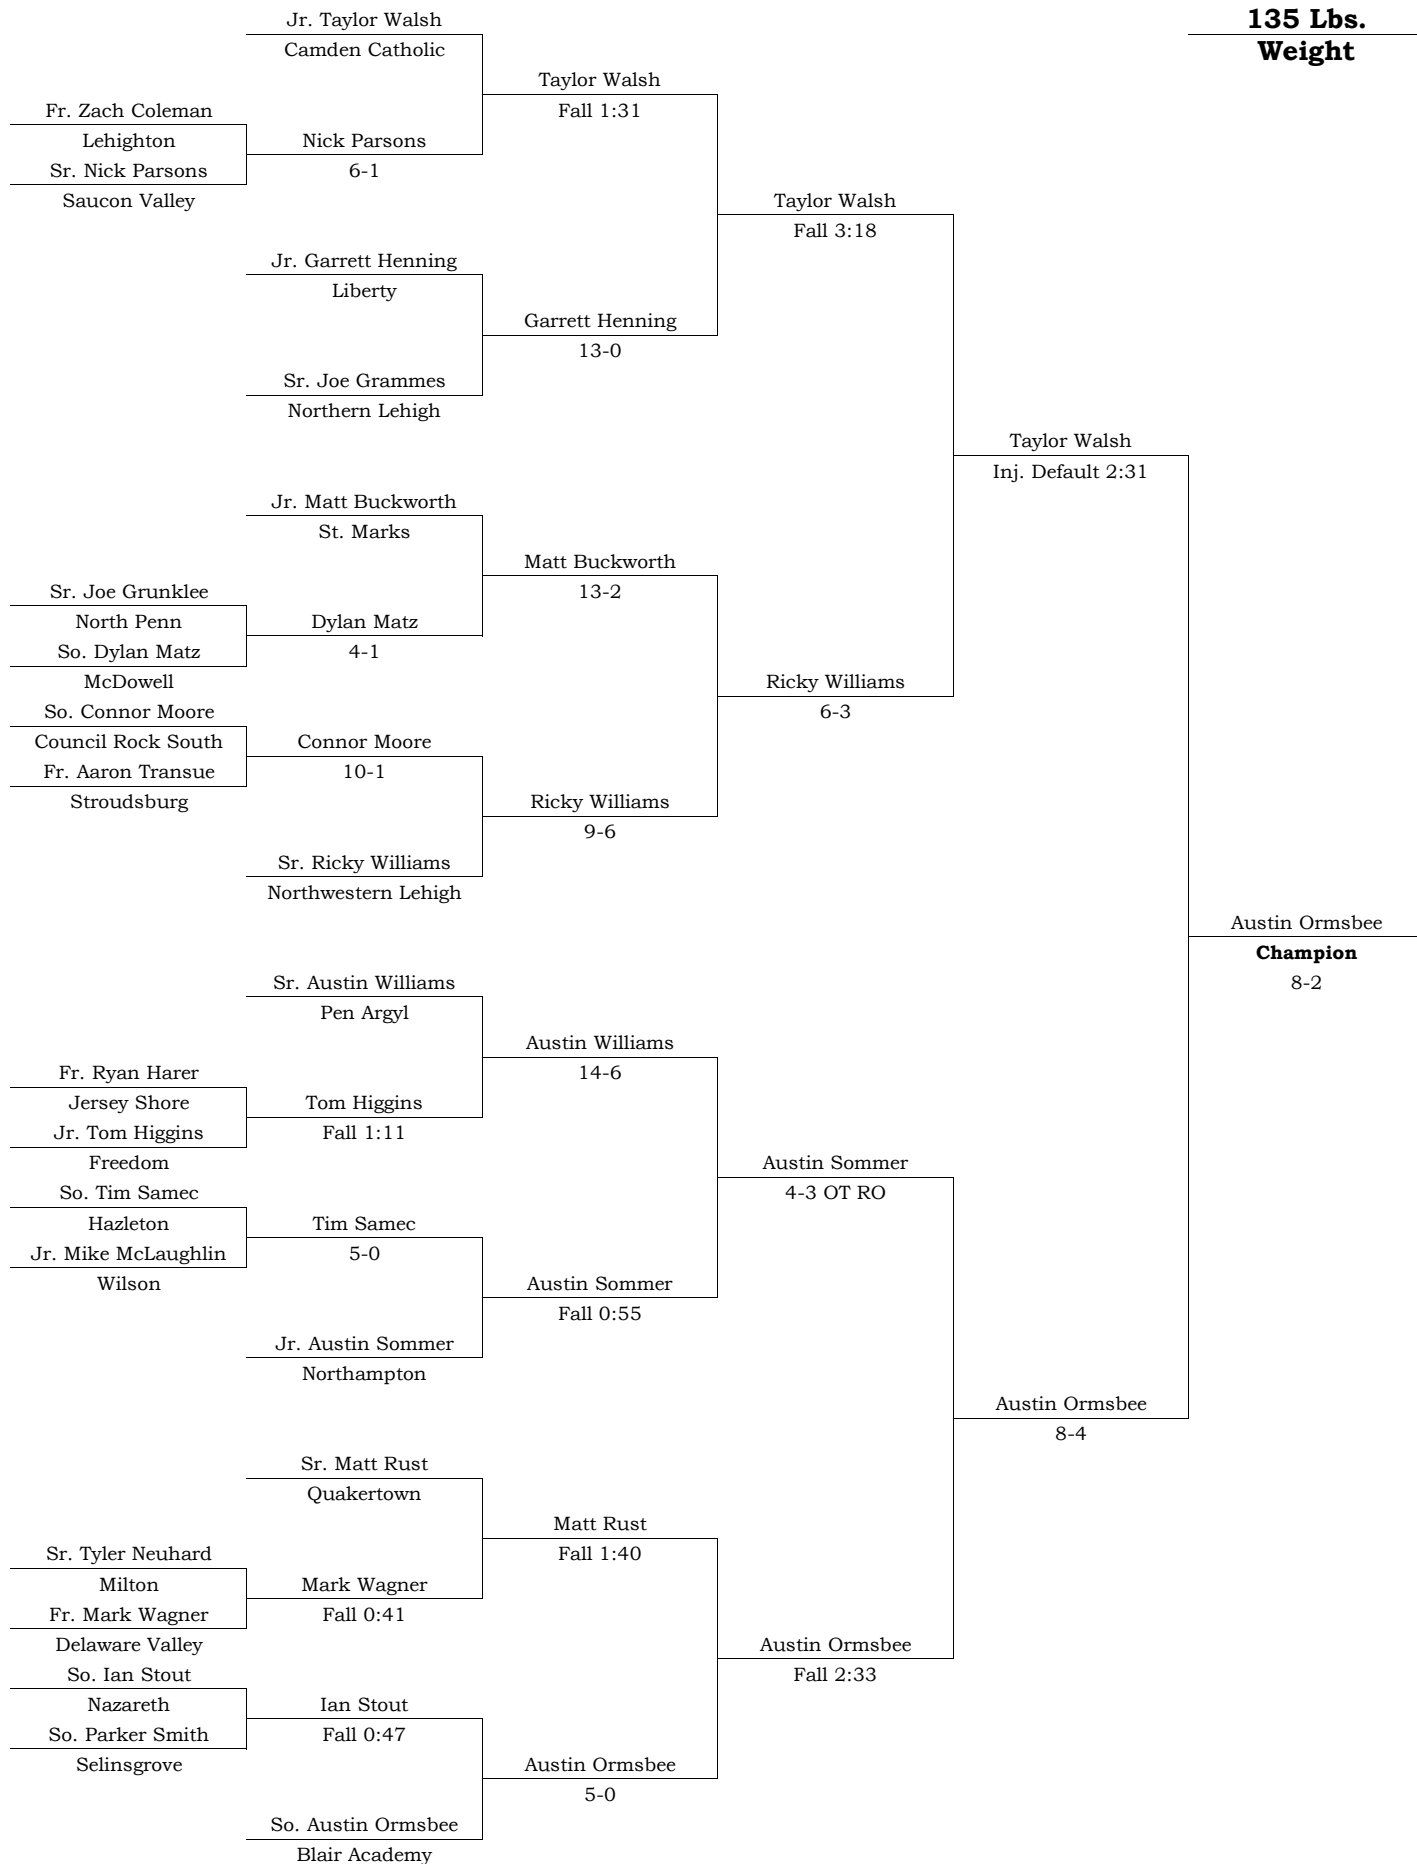 135 Lbs.
Weight
Jr. Taylor Walsh
Camden Catholic
Taylor Walsh
Fall 1:31
Fr. Zach Coleman
Lehighton
Nick Parsons
Sr. Nick Parsons
6-1
Saucon Valley
Taylor Walsh
Fall 3:18
Jr. Garrett Henning
Liberty
Garrett Henning
13-0
Sr. Joe Grammes
Northern Lehigh
Taylor Walsh
Inj. Default 2:31
Jr. Matt Buckworth
St. Marks
Matt Buckworth
13-2
Sr. Joe Grunklee
North Penn
Dylan Matz
So. Dylan Matz
4-1
McDowell
Ricky Williams
6-3
So. Connor Moore
Council Rock South
Connor Moore
Fr. Aaron Transue
10-1
Stroudsburg
Ricky Williams
9-6
Sr. Ricky Williams
Northwestern Lehigh
Austin Ormsbee
Champion
8-2
Sr. Austin Williams
Pen Argyl
Austin Williams
14-6
Fr. Ryan Harer
Jersey Shore
Tom Higgins
Jr. Tom Higgins
Fall 1:11
Freedom
Austin Sommer
4-3 OT RO
So. Tim Samec
Hazleton
Tim Samec
Jr. Mike McLaughlin
5-0
Wilson
Austin Sommer
Fall 0:55
Jr. Austin Sommer
Northampton
Austin Ormsbee
8-4
Sr. Matt Rust
Quakertown
Matt Rust
Fall 1:40
Sr. Tyler Neuhard
Milton
Mark Wagner
Fr. Mark Wagner
Fall 0:41
Delaware Valley
Austin Ormsbee
Fall 2:33
So. Ian Stout
Nazareth
Ian Stout
So. Parker Smith
Fall 0:47
Selinsgrove
Austin Ormsbee
5-0
So. Austin Ormsbee
Blair Academy